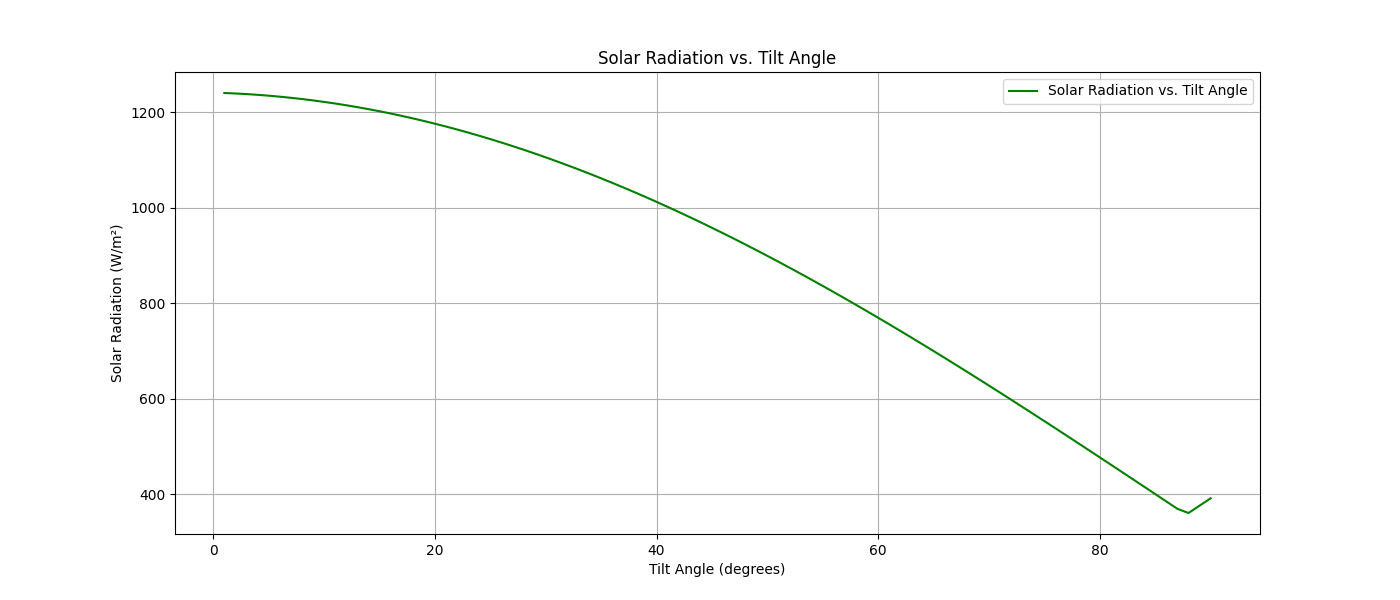 Solar Radiation vs. Tilt Angle
Solar Radiation vs. Tilt Angle
1200
1000
800
600
400
Solar Radiation (W/m²)
0 20 40 60 80
Tilt Angle (degrees)